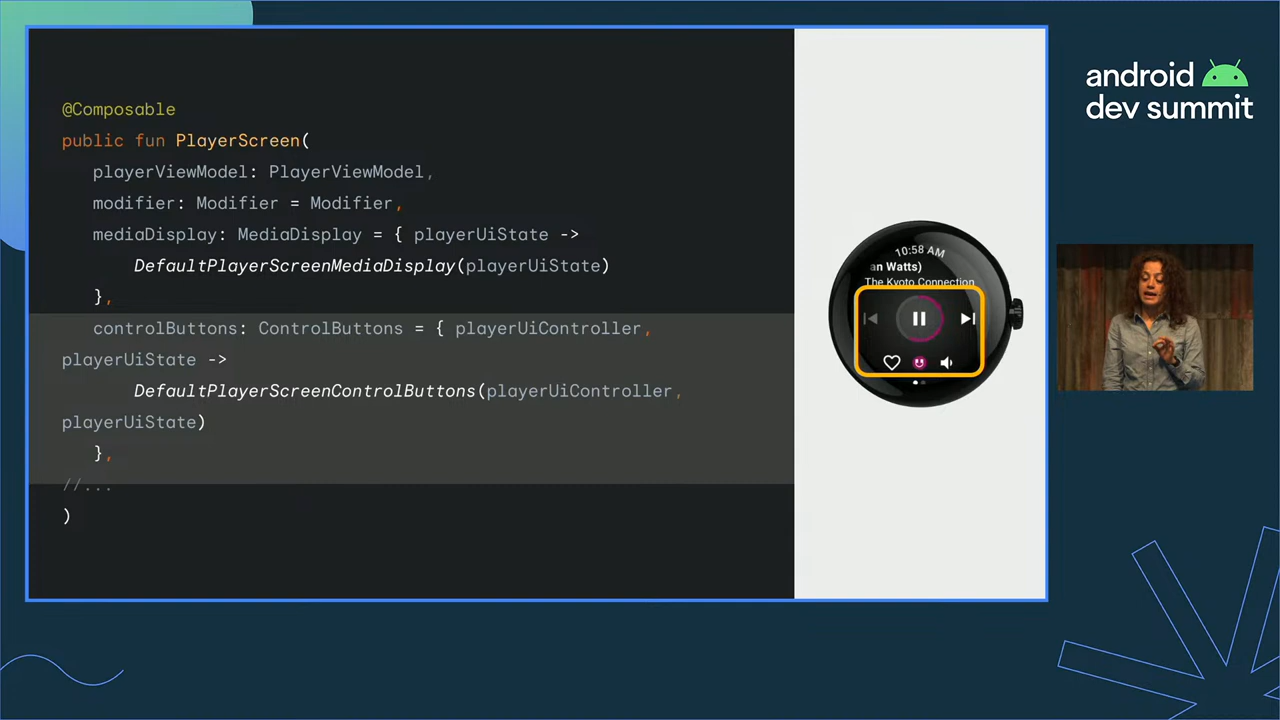 @Composable
public fun PlayerScreen(
playerViewModel: PlayerViewModel,
modifier: Modifier = Modifier,
mediaDisplay: MediaDisplay = { playerUiState ->
DefaultPlayerScreenMediaDisplay(playerUiState)
},
controlButtons: ControlButtons = { playerUiController,
playerUiState ->
DefaultPlayerScreenControlButtons(playerUiController,
playerUiState)
},
//...
)
10:58 AM
an Watts)
The Kyoto Connection
android
dev summit